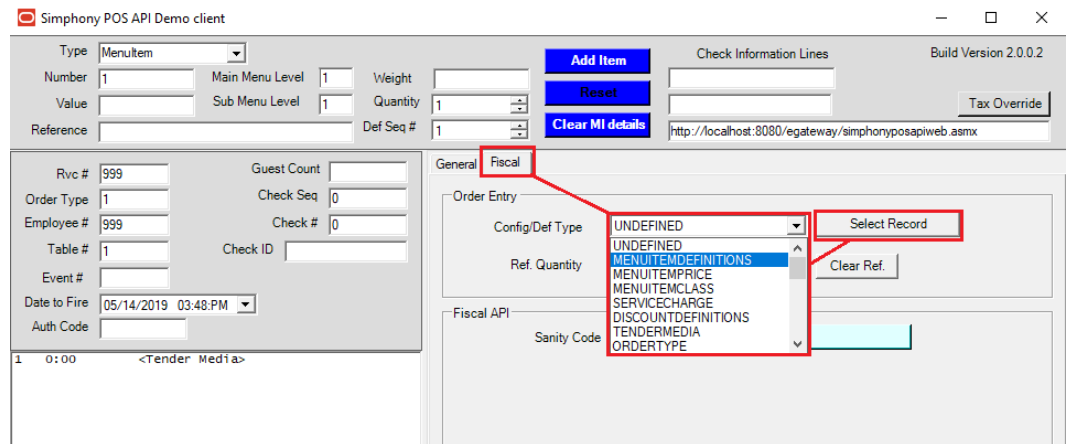 Simphony POS API Demo client
Type MenuItem
Add Item
Check Information Lines
Build Version 2.0.0.2
Number 1 Main Menu Level 1 Weight
Reset
Value Sub Menu Level 1 Quantity 1
Tax Override
Reference Def Seq # 1
Clear MI details
http://localhost:8080/egateway/simphonyposapiweb.asmx
Rvc # 999 Guest Count
Order Type 1 Check Seq 0
Employee # 999 Check # 0
Table # 1 Check ID
Event #
Date to Fire 05/14/2019 03:48:PM
Auth Code
1 0:00 <Tender Media>
General Fiscal
Order Entry
Config/Def Type UNDEFINED Select Record
UNDEFINED
MENUITEMDEFINITIONS
Ref. Quantity Clear Ref.
MENUITEMPRICE
MENUITEMCLASS
SERVICECHARGE
DISCOUNTDEFINITIONS
TENDERMEDIA
ORDERTYPE
Fiscal API
Sanity Code